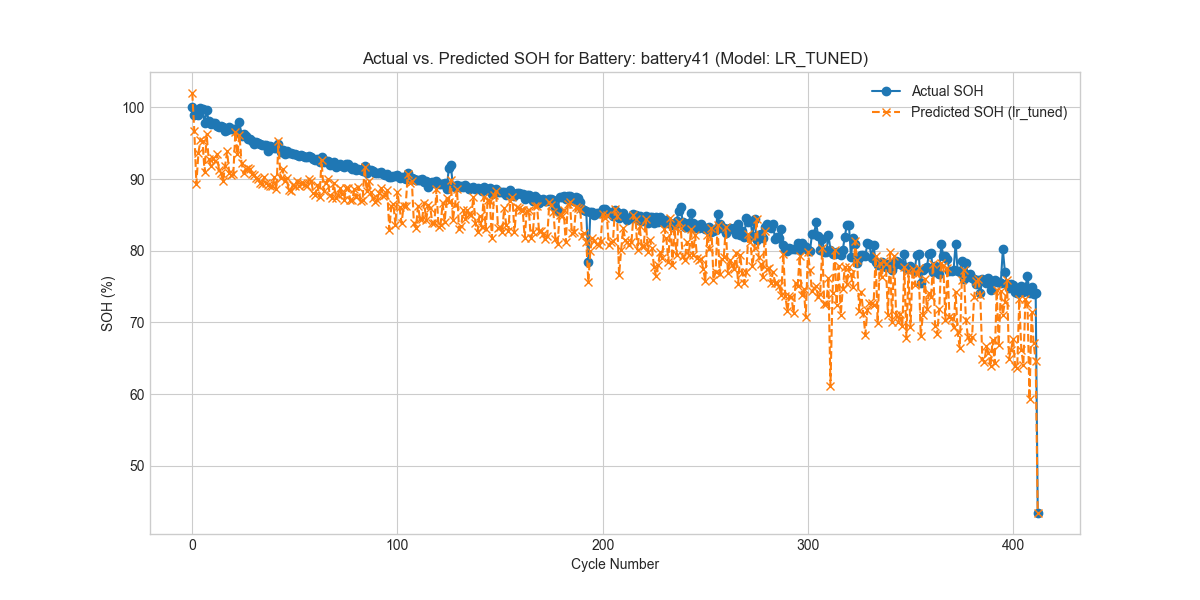 Actual vs. Predicted SOH for Battery: battery41 (Model: LR_TUNED)
Actual SOH
Predicted SOH (lr_tuned)
100
90
80
70
60
50
SOH (%)
0 100 200 300 400
Cycle Number